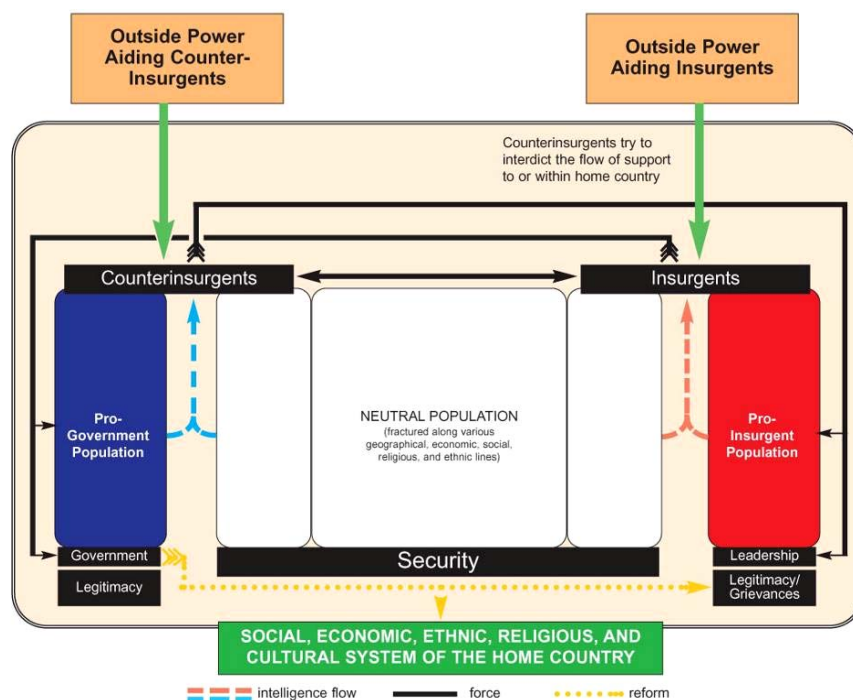 Outside Power
Aiding Counter-
Insurgents
Outside Power
Aiding Insurgents
Counterinsurgents try to
interdict the flow of support
to or within home country
Counterinsurgents
Insurgents
Pro-
Government
Population
NEUTRAL POPULATION
(fractured along various
geographical, economic, social,
religious, and ethnic lines)
Pro-
Insurgent
Population
Government
Security
Leadership
Legitimacy
Legitimacy/
Grievances
SOCIAL, ECONOMIC, ETHNIC, RELIGIOUS, AND
CULTURAL SYSTEM OF THE HOME COUNTRY
intelligence flow
force
reform